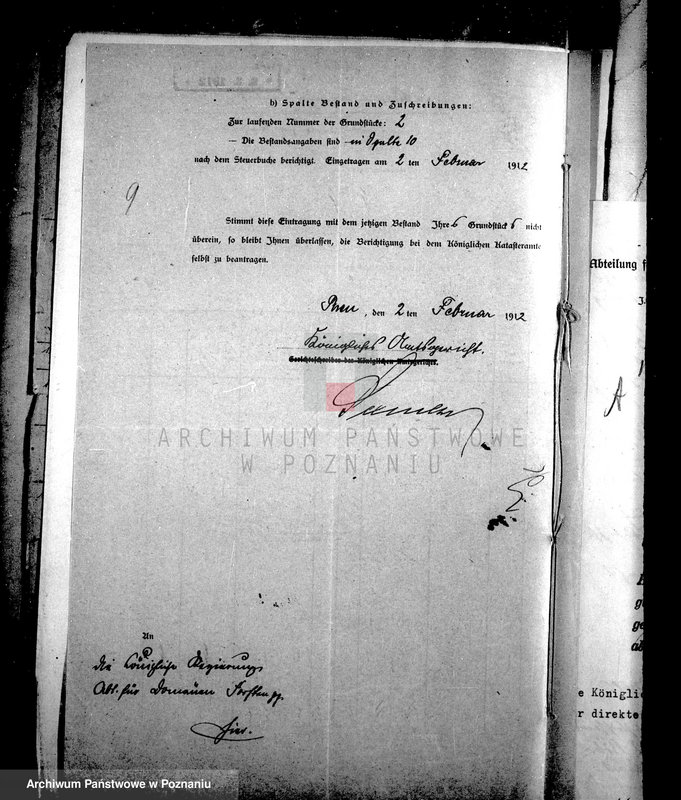 b) Spalte Bestand und Zuschreibungen:
Zur laufenden Nummer der Grundstücke: 2
— Die Bestandsangaben sind — in Spalte 10
nach dem Steuerbuche berichtigt. Eingetragen am 2 ten Februar 1912
9
Stimmt diese Eintragung mit dem jetzigen Bestand Ihres Grundstücks nicht
überein, so bleibt Ihnen überlassen, die Berichtigung bei dem Königlichen Katasteramte
selbst zu beantragen.
, den 2 ten Februar 1912
Königliches Amtsgericht.
Gerichtsschreiber des Königlichen Amtsgerichts.
ARCHIWUM PAŃSTWOWE
W POZNANIU
An
die Königliche Regierung
Abt. für Domänen Forsten pp.
hier.
Abteilung f
A
e Königli
r direkte
Archiwum Państwowe w Poznaniu